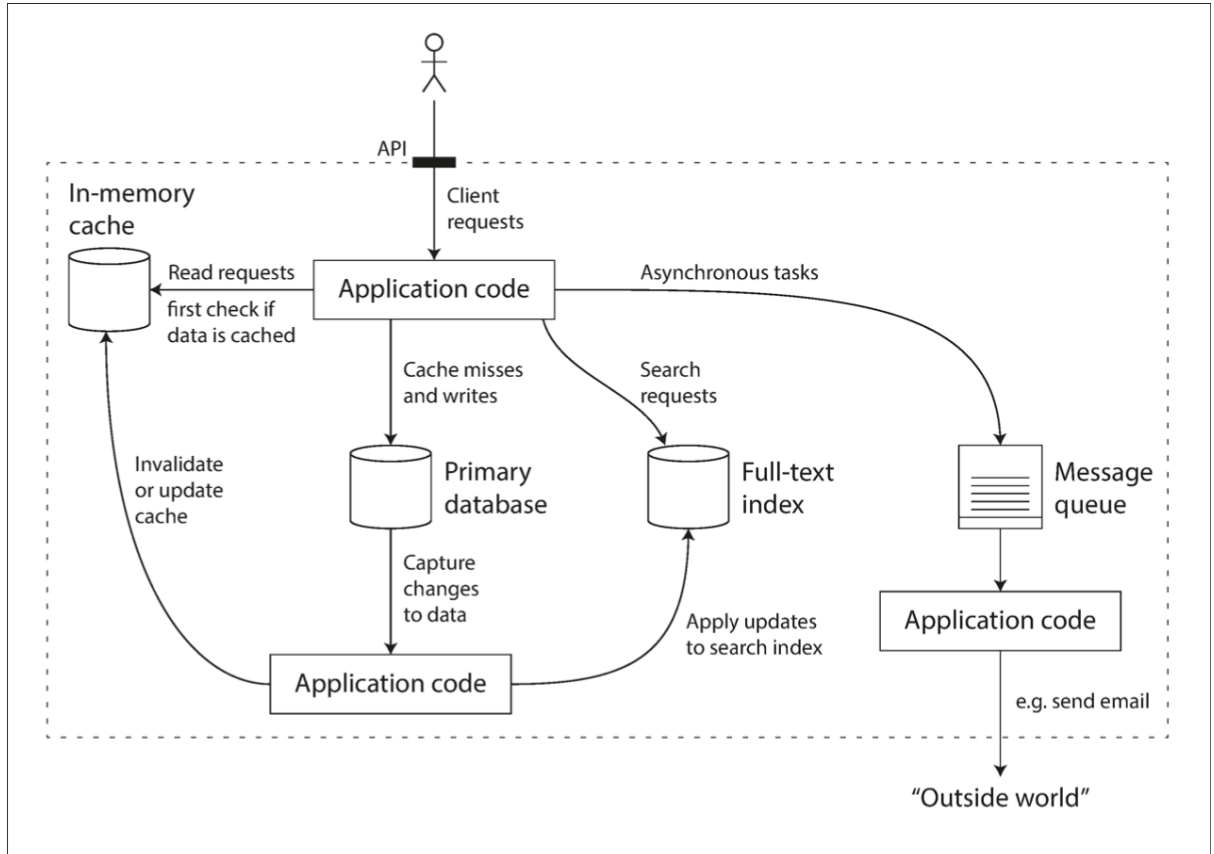 API
Client
requests
In-memory
cache
Read requests
first check if
data is cached
Application code
Asynchronous tasks
Cache misses
and writes
Search
requests
Invalidate
or update
cache
Primary
database
Full-text
index
Message
queue
Capture
changes
to data
Apply updates
to search index
Application code
Application code
e.g. send email
“Outside world”